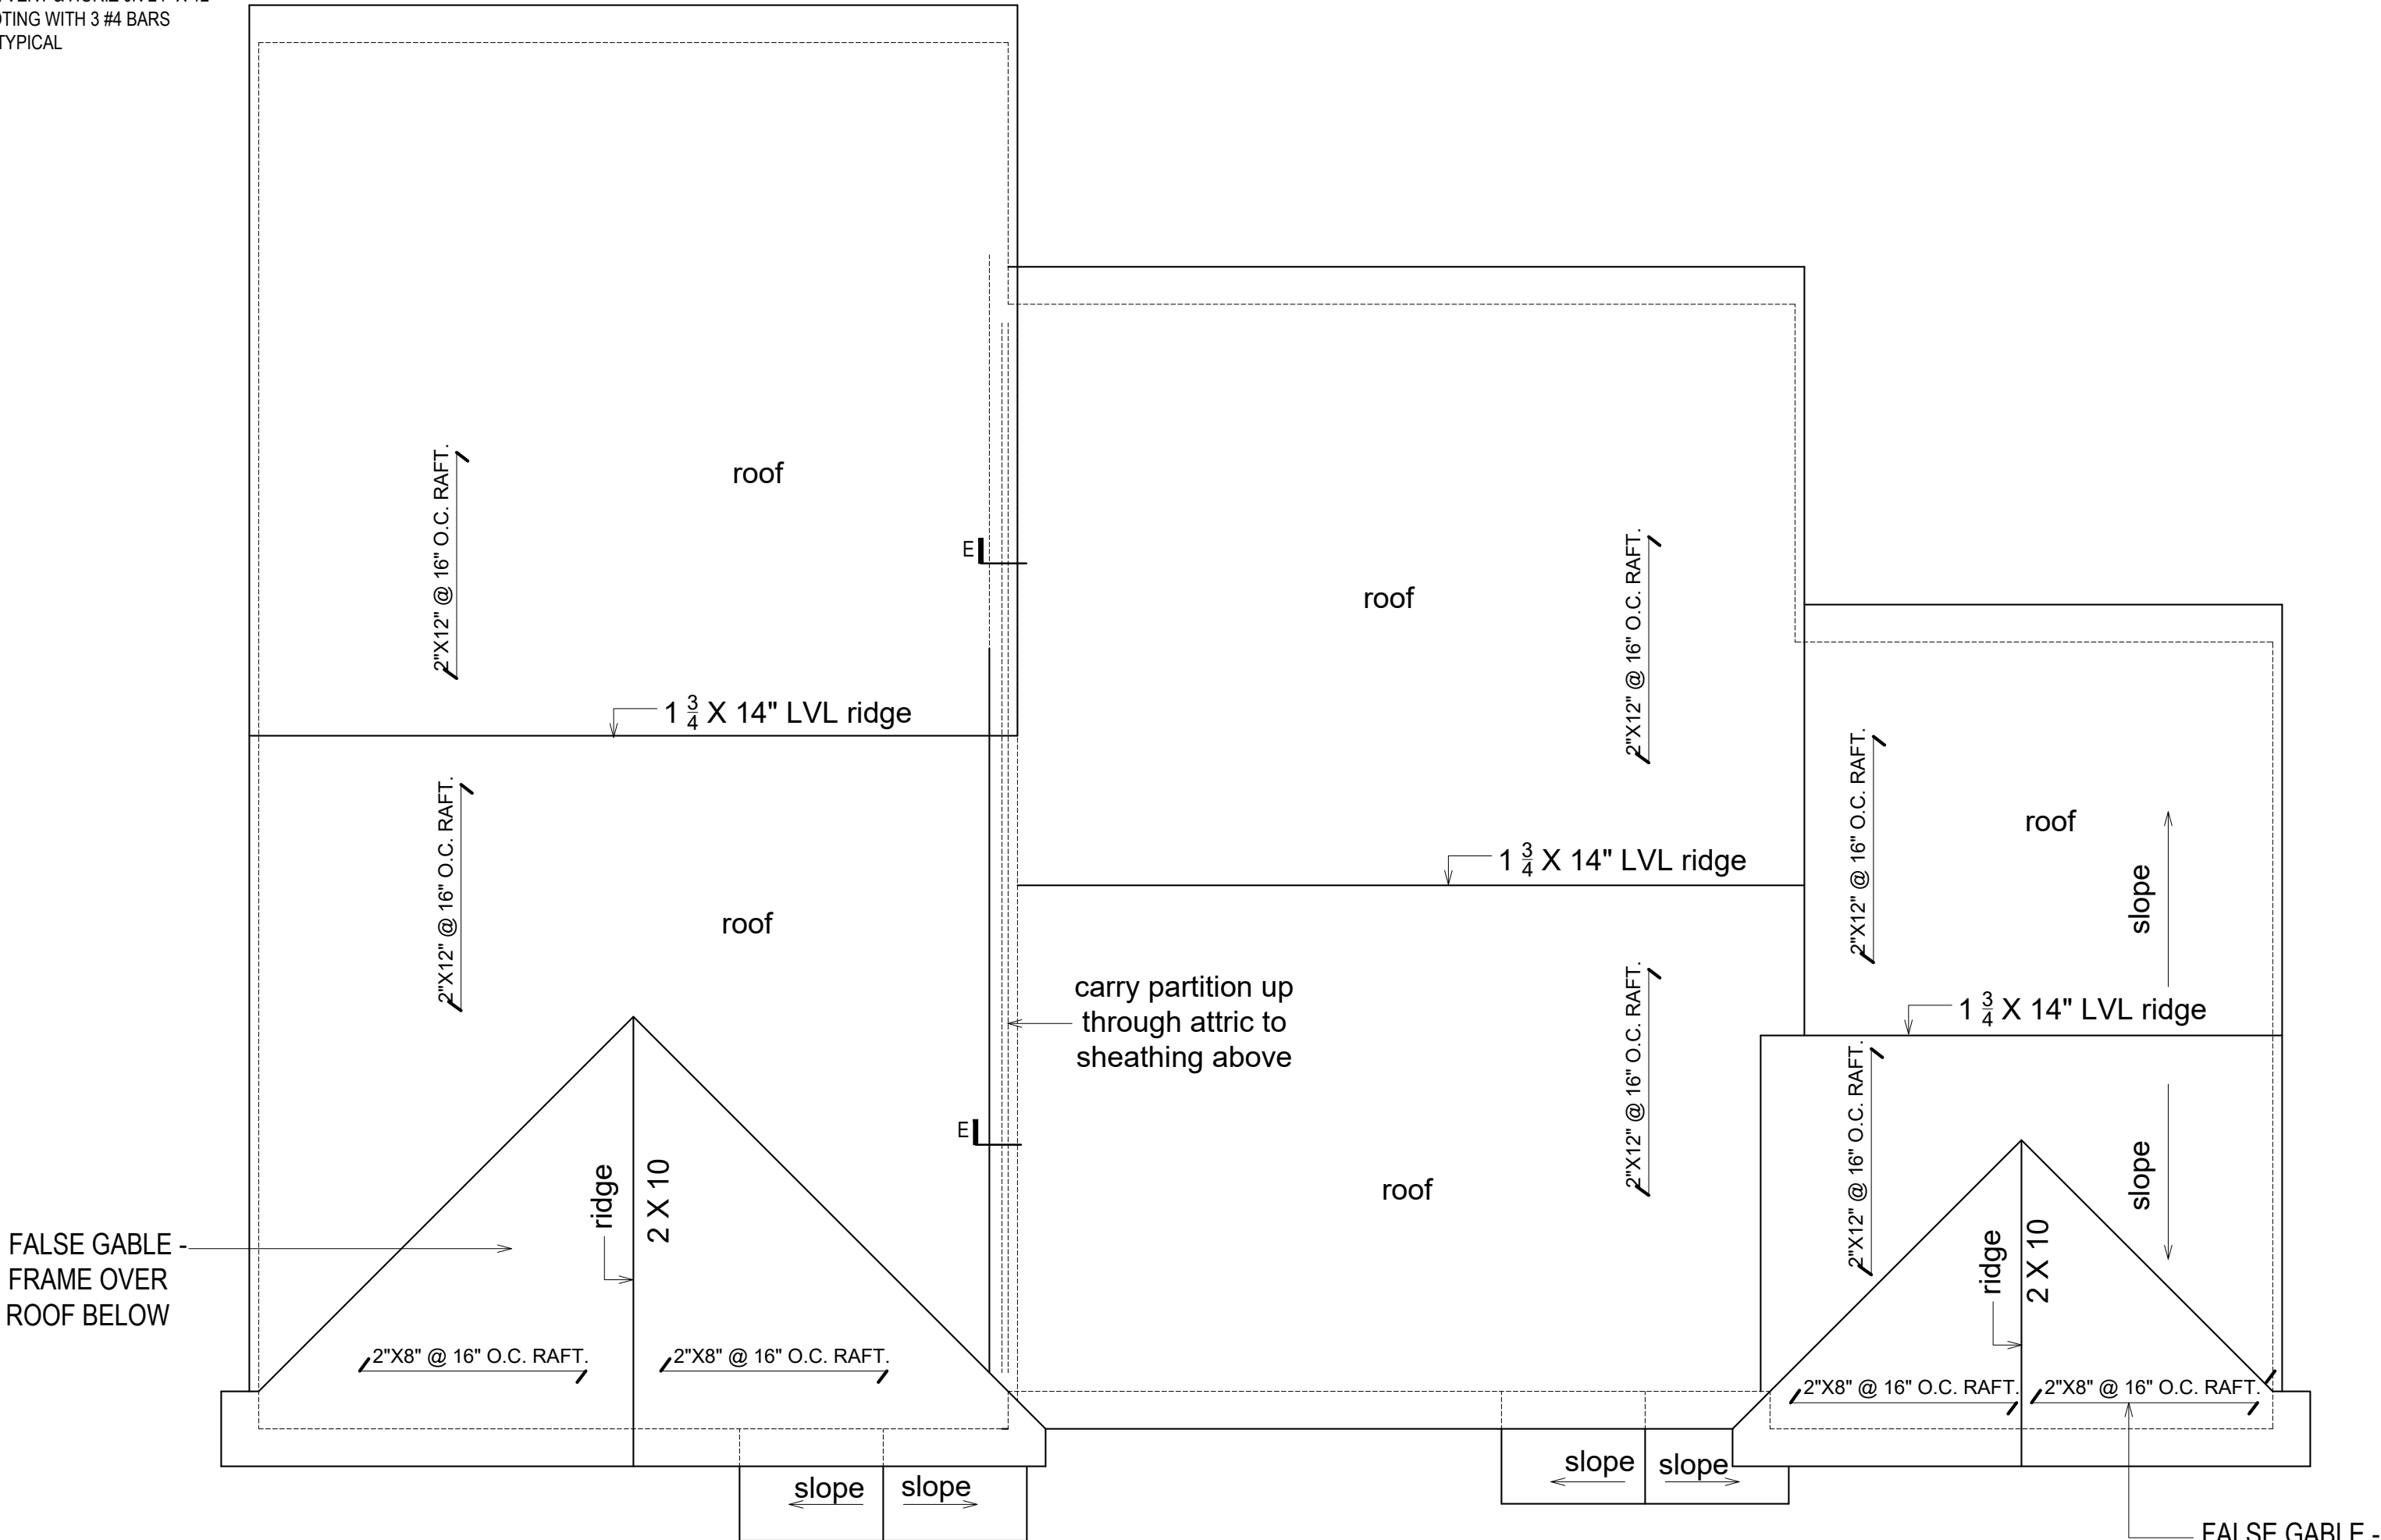 OTING WITH 3 #4 BARS
TYPICAL
roof
2"X12" @ 16" O.C. RAFT.
E
roof
2"X12" @ 16" O.C. RAFT.
1 3/4 X 14" LVL ridge
2"X12" @ 16" O.C. RAFT.
roof
2"X12" @ 16" O.C. RAFT.
roof
slope
1 3/4 X 14" LVL ridge
carry partition up
through attric to
sheathing above
2"X12" @ 16" O.C. RAFT.
1 3/4 X 14" LVL ridge
2"X12" @ 16" O.C. RAFT.
E
roof
slope
ridge
2 X 10
ridge
2 X 10
FALSE GABLE -
FRAME OVER
ROOF BELOW
2"X8" @ 16" O.C. RAFT.
2"X8" @ 16" O.C. RAFT.
2"X8" @ 16" O.C. RAFT.
2"X8" @ 16" O.C. RAFT.
slope
slope
slope
slope
FALSE GABLE -